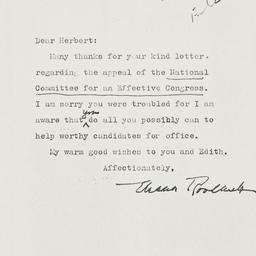 Dear Herbert:
Many thanks for your kind letter.
regarding the appeal of the National
Committee for an Effective Congress.
I am sorry you were troubled for I am
you
aware that do all you possibly can to
help worthy candidates for office.
My warm good wishes to you and Edith.
Affectionately,